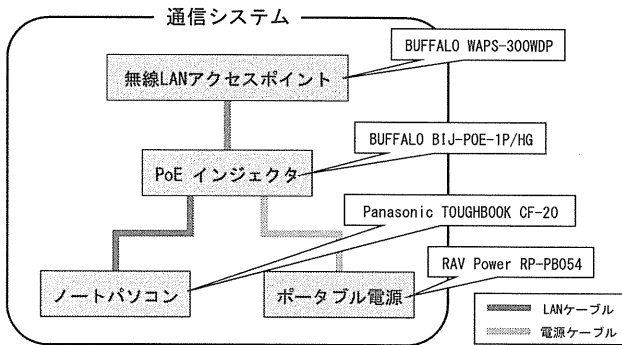 通信システム
BUFFALO WAPS-300WDP
無線LANアクセスポイント
BUFFALO BIJ-POE-1P/HG
PoE インジェクタ
Panasonic TOUGHBOOK CF-20
RAV Power RP-PB054
ノートパソコン
ポータブル電源
LANケーブル
電源ケーブル